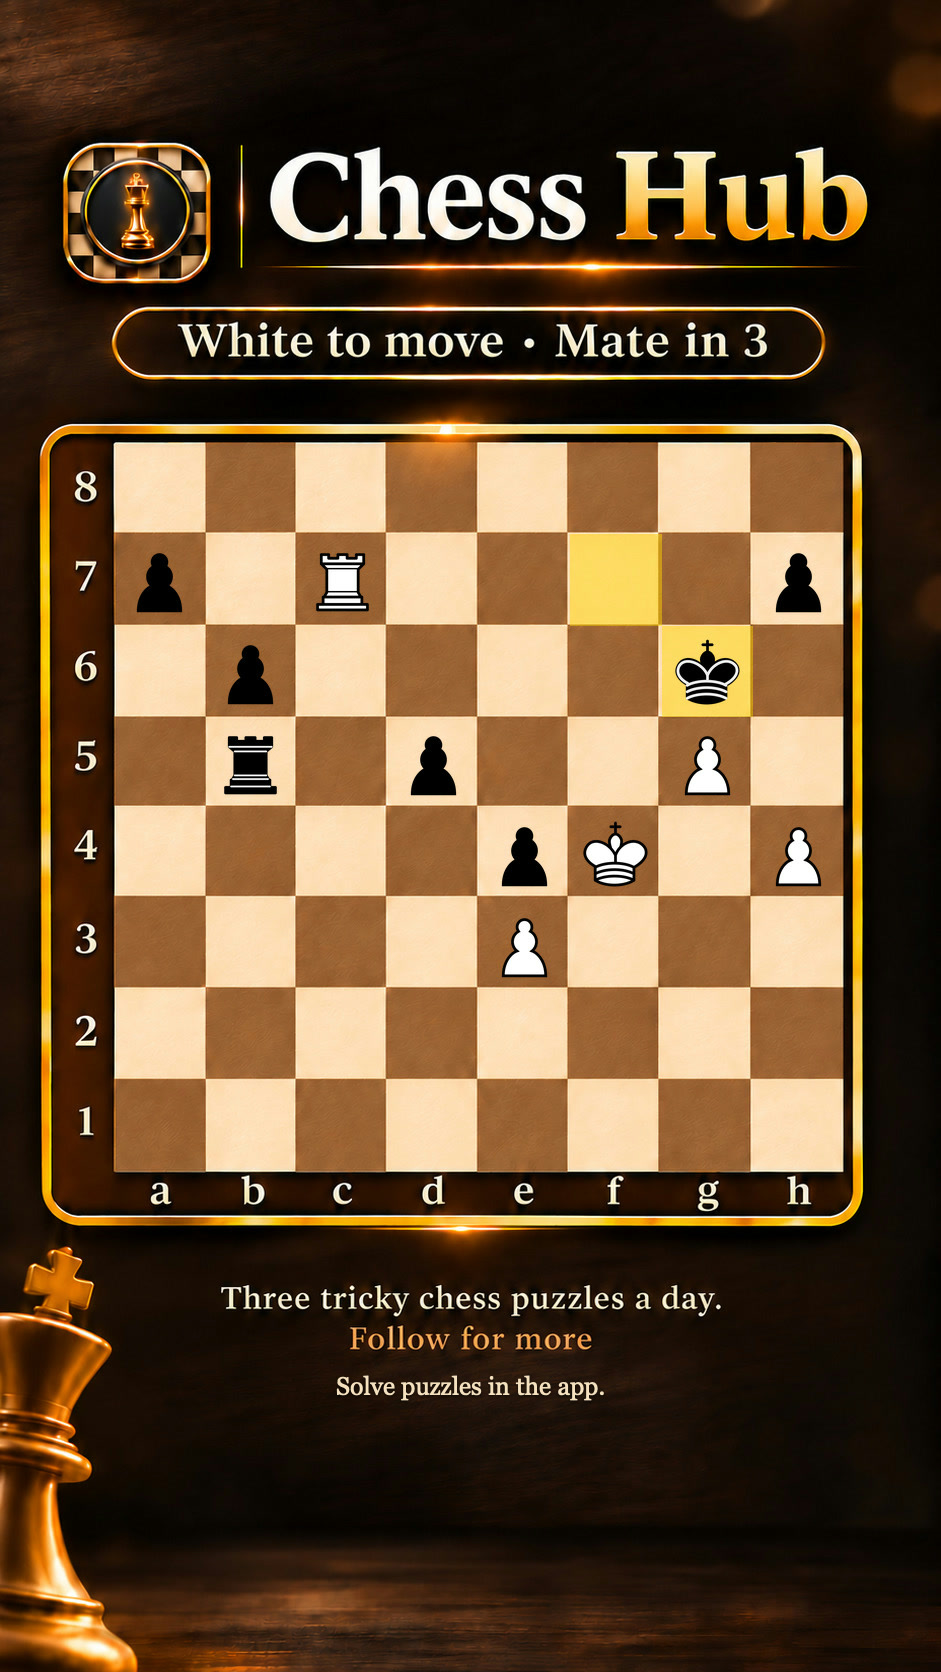 Chess Hub
White to move • Mate in 3
8
7
6
5
4
3
2
1
a b c d e f g h
Three tricky chess puzzles a day.
Follow for more
Solve puzzles in the app.